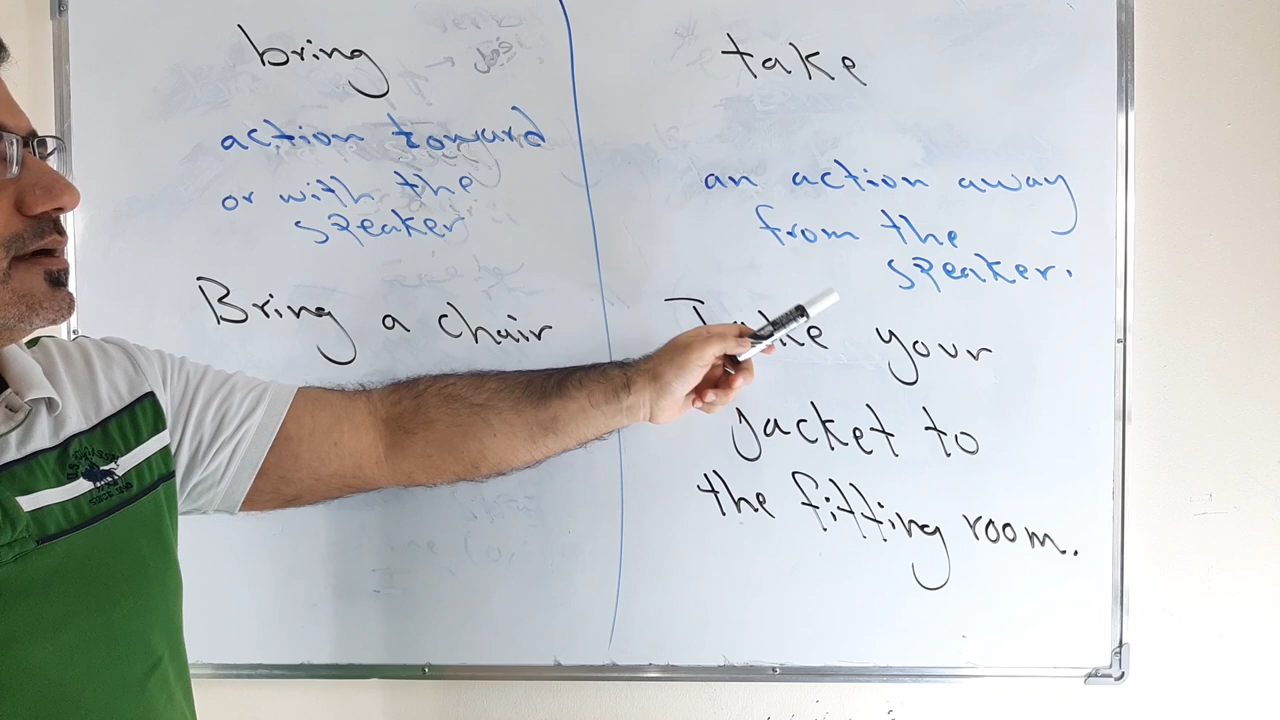 bring
action toward
or with the
speaker
Bring a chair
take
an action away
from the
speaker.
Take your
jacket to
the fitting room.